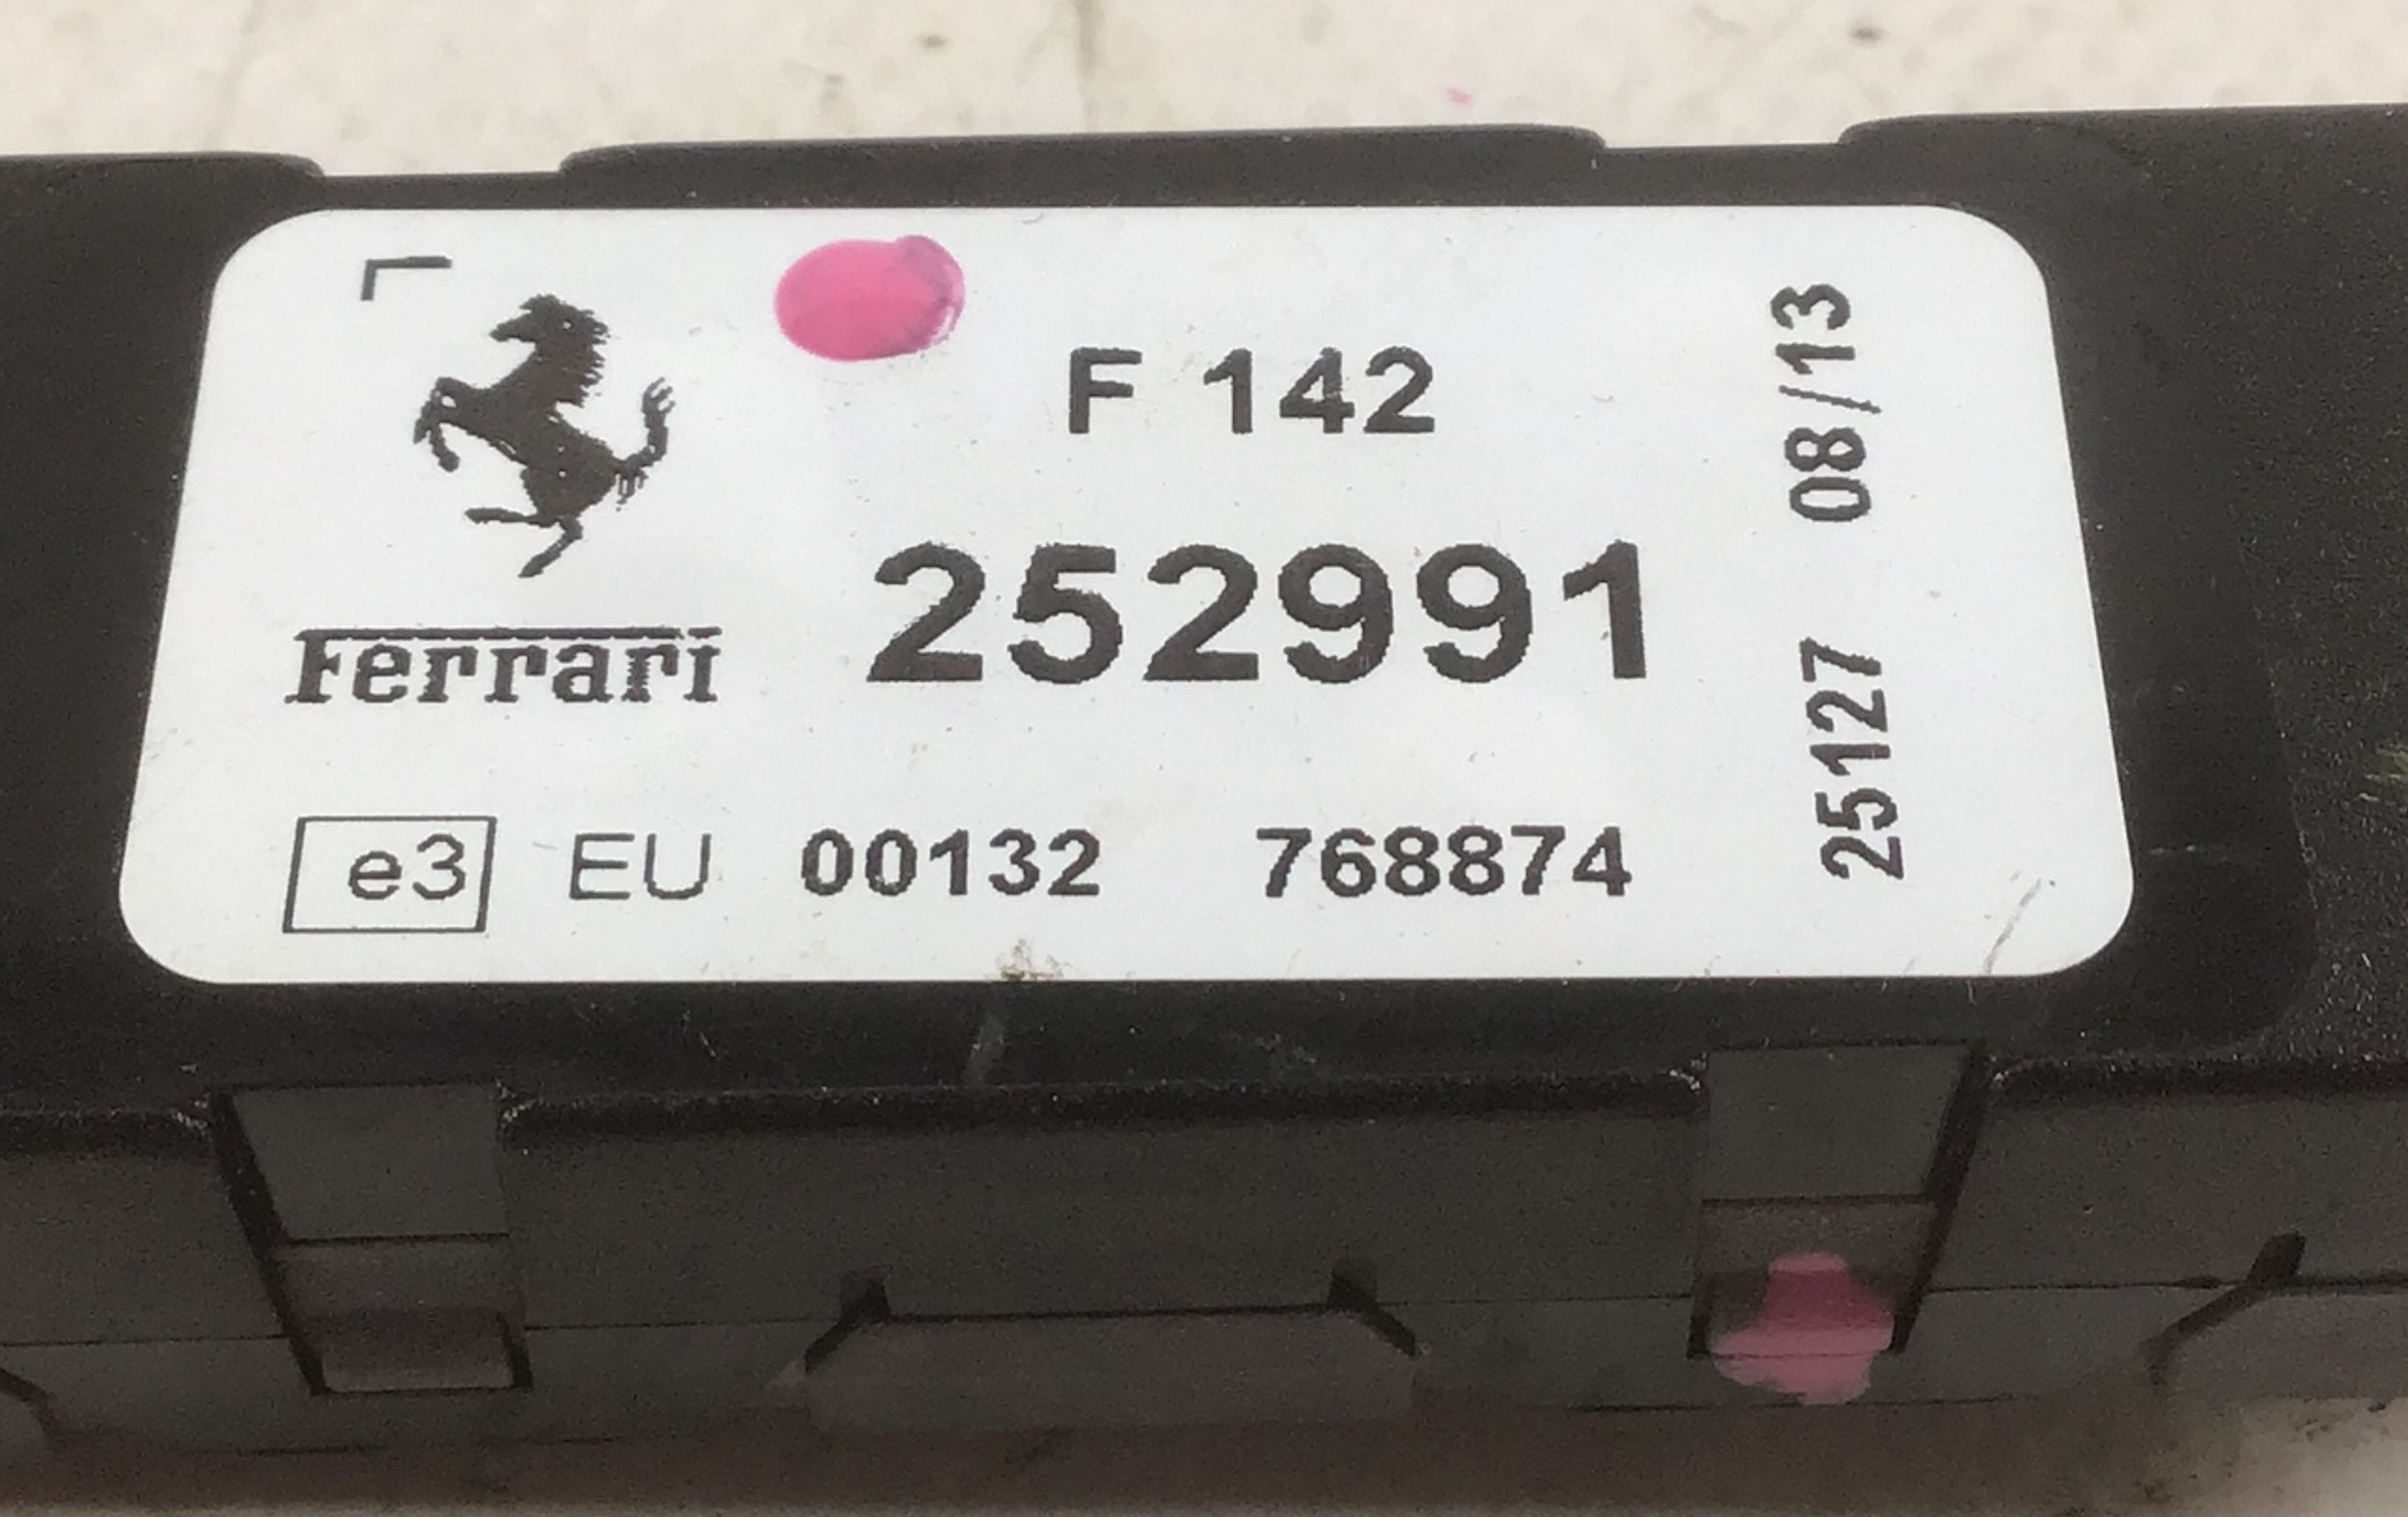 F 142
252991
Ferrari
e3 EU 00132 768874
25127 08/13